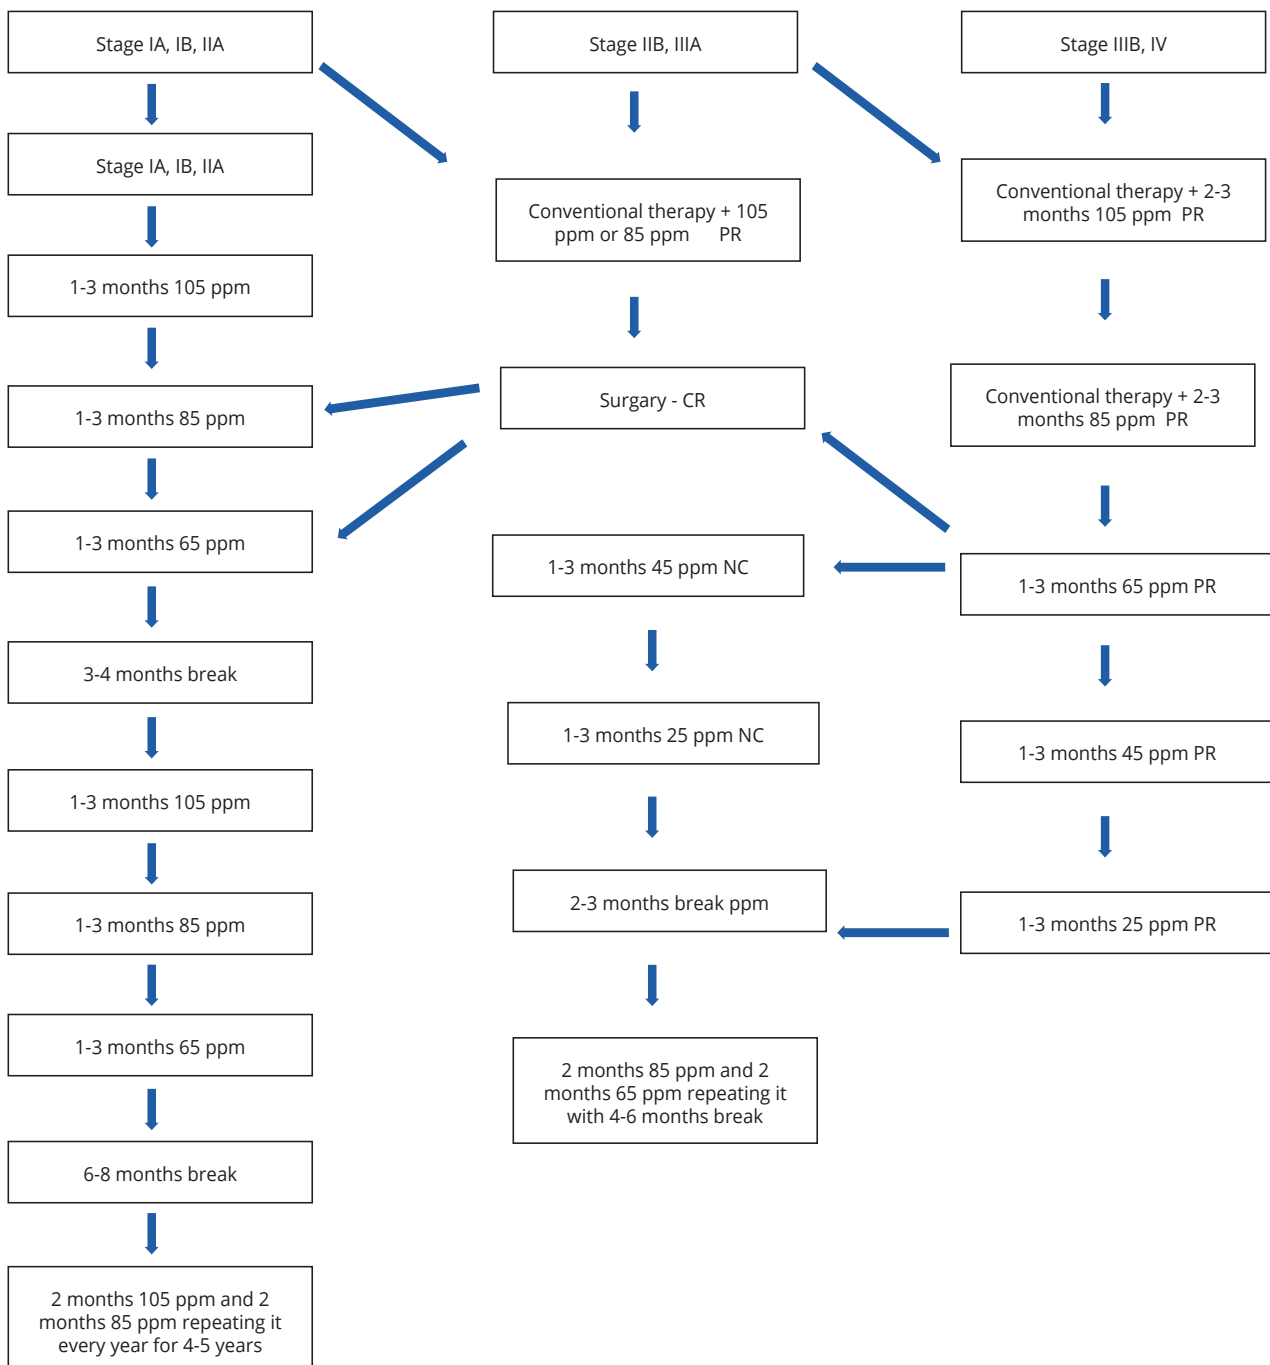 Stage IA, IB, IIA
Stage IA, IB, IIA
1-3 months 105 ppm
1-3 months 85 ppm
1-3 months 65 ppm
3-4 months break
1-3 months 105 ppm
1-3 months 85 ppm
1-3 months 65 ppm
6-8 months break
2 months 105 ppm and 2
months 85 ppm repeating it
every year for 4-5 years
Stage IIB, IIIA
Conventional therapy + 105
ppm or 85 ppm PR
Surgary - CR
1-3 months 45 ppm NC
1-3 months 25 ppm NC
2-3 months break ppm
2 months 85 ppm and 2
months 65 ppm repeating it
with 4-6 months break
Stage IIIB, IV
Conventional therapy + 2-3
months 105 ppm PR
Conventional therapy + 2-3
months 85 ppm PR
1-3 months 65 ppm PR
1-3 months 45 ppm PR
1-3 months 25 ppm PR